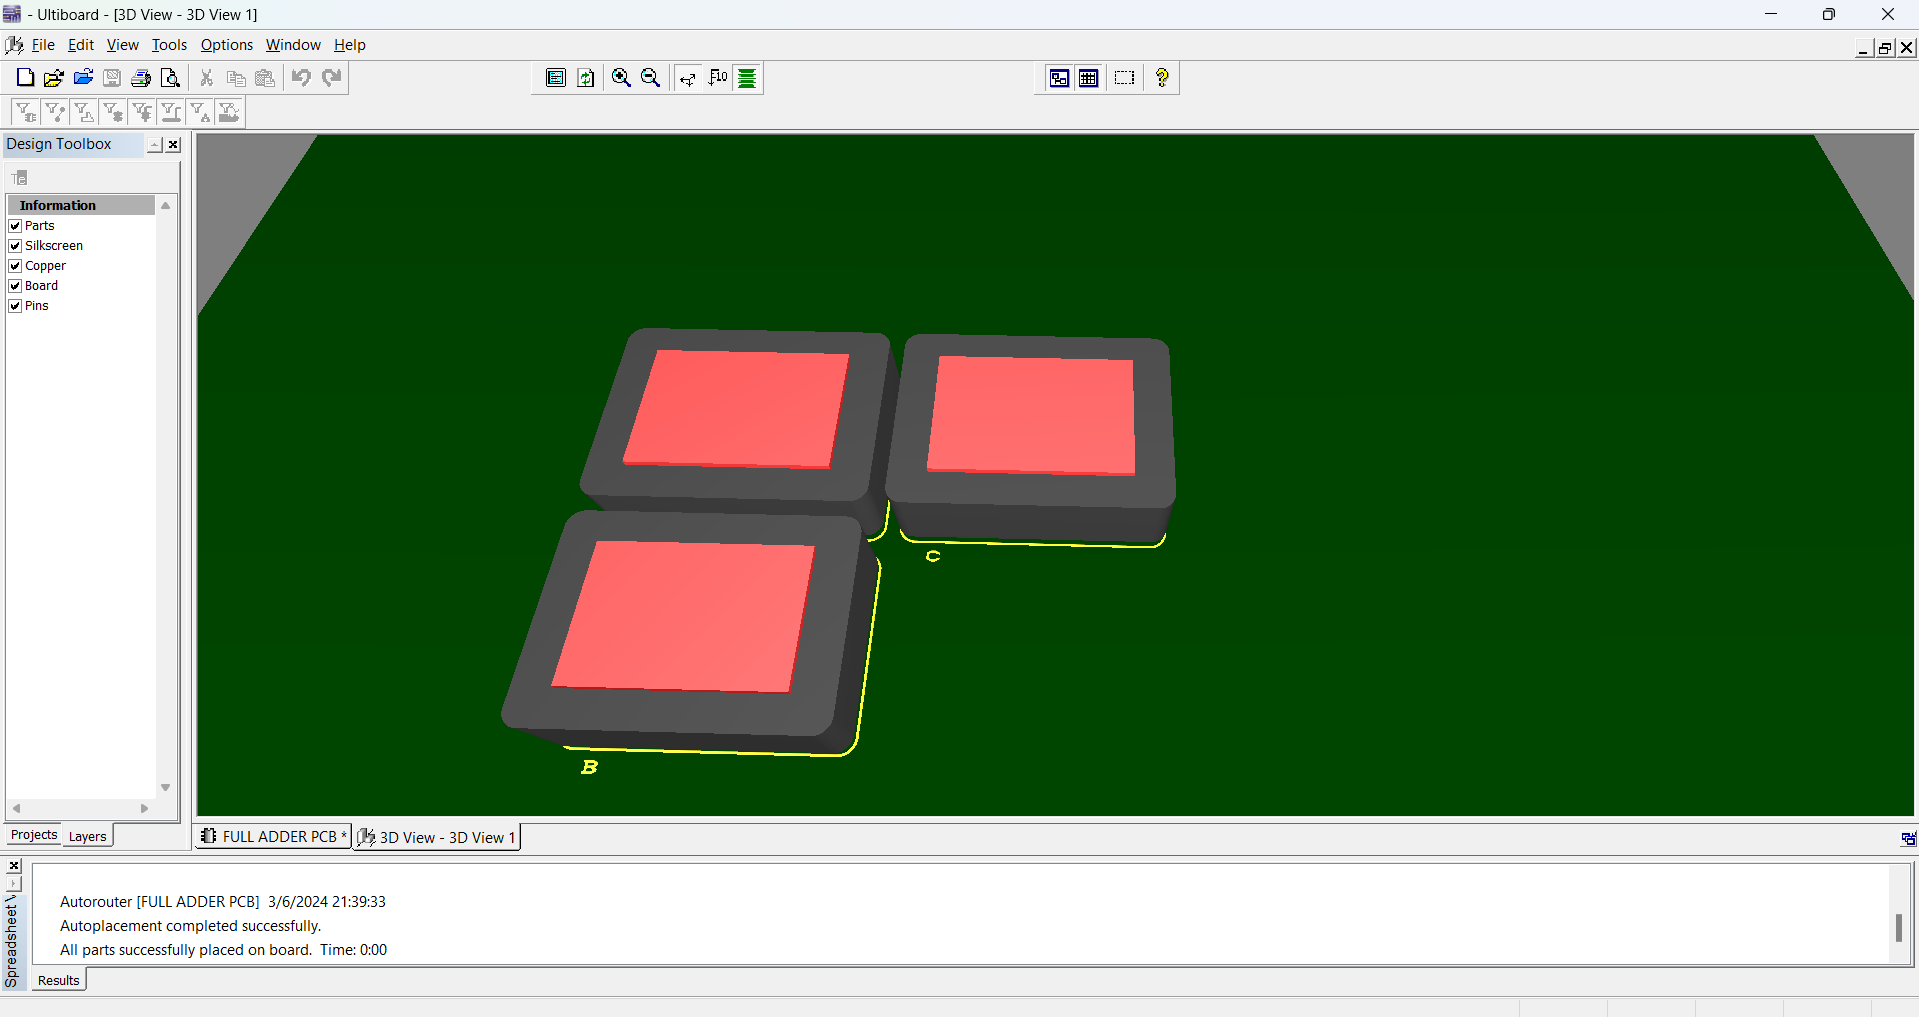 - Ultiboard - [3D View - 3D View 1]
File Edit View Tools Options Window Help
Design Toolbox
Information
Parts
Silkscreen
Copper
Board
Pins
C
B
Projects Layers
FULL ADDER PCB * 3D View - 3D View 1
Autorouter [FULL ADDER PCB] 3/6/2024 21:39:33
Autoplacement completed successfully.
All parts successfully placed on board. Time: 0:00
Spreadsheet
Results